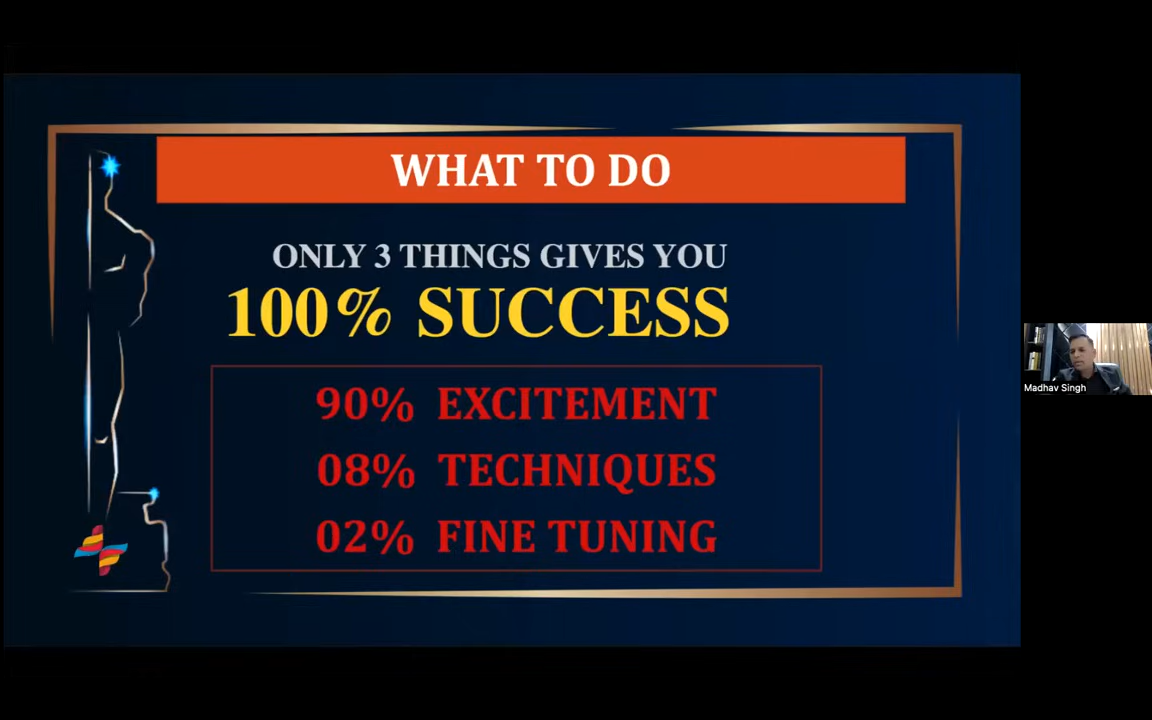 WHAT TO DO
ONLY 3 THINGS GIVES YOU
100% SUCCESS
90% EXCITEMENT
08% TECHNIQUES
02% FINE TUNING
Madhav Singh